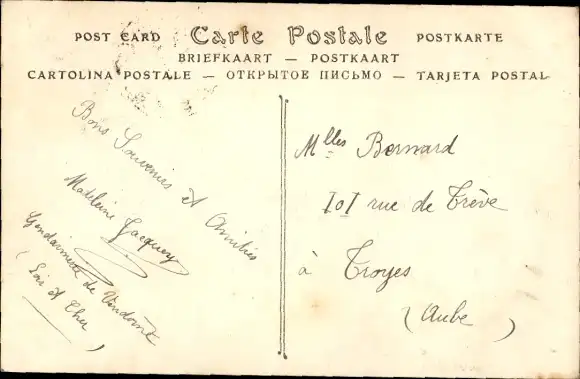 POST CARD Carte Postale POSTKARTE
BRIEFKAART — POSTKAART
CARTOLINA POSTALE — ОТКРЫТОЕ ПИСЬМО — TARJETA POSTAL
Bons Souvenirs et Amitiés
Madeleine Jacquey
Gendarmerie de Vendome
(Loir et Cher)
Mlles Bernard
101 rue de Trève
à Troyes
(Aube)